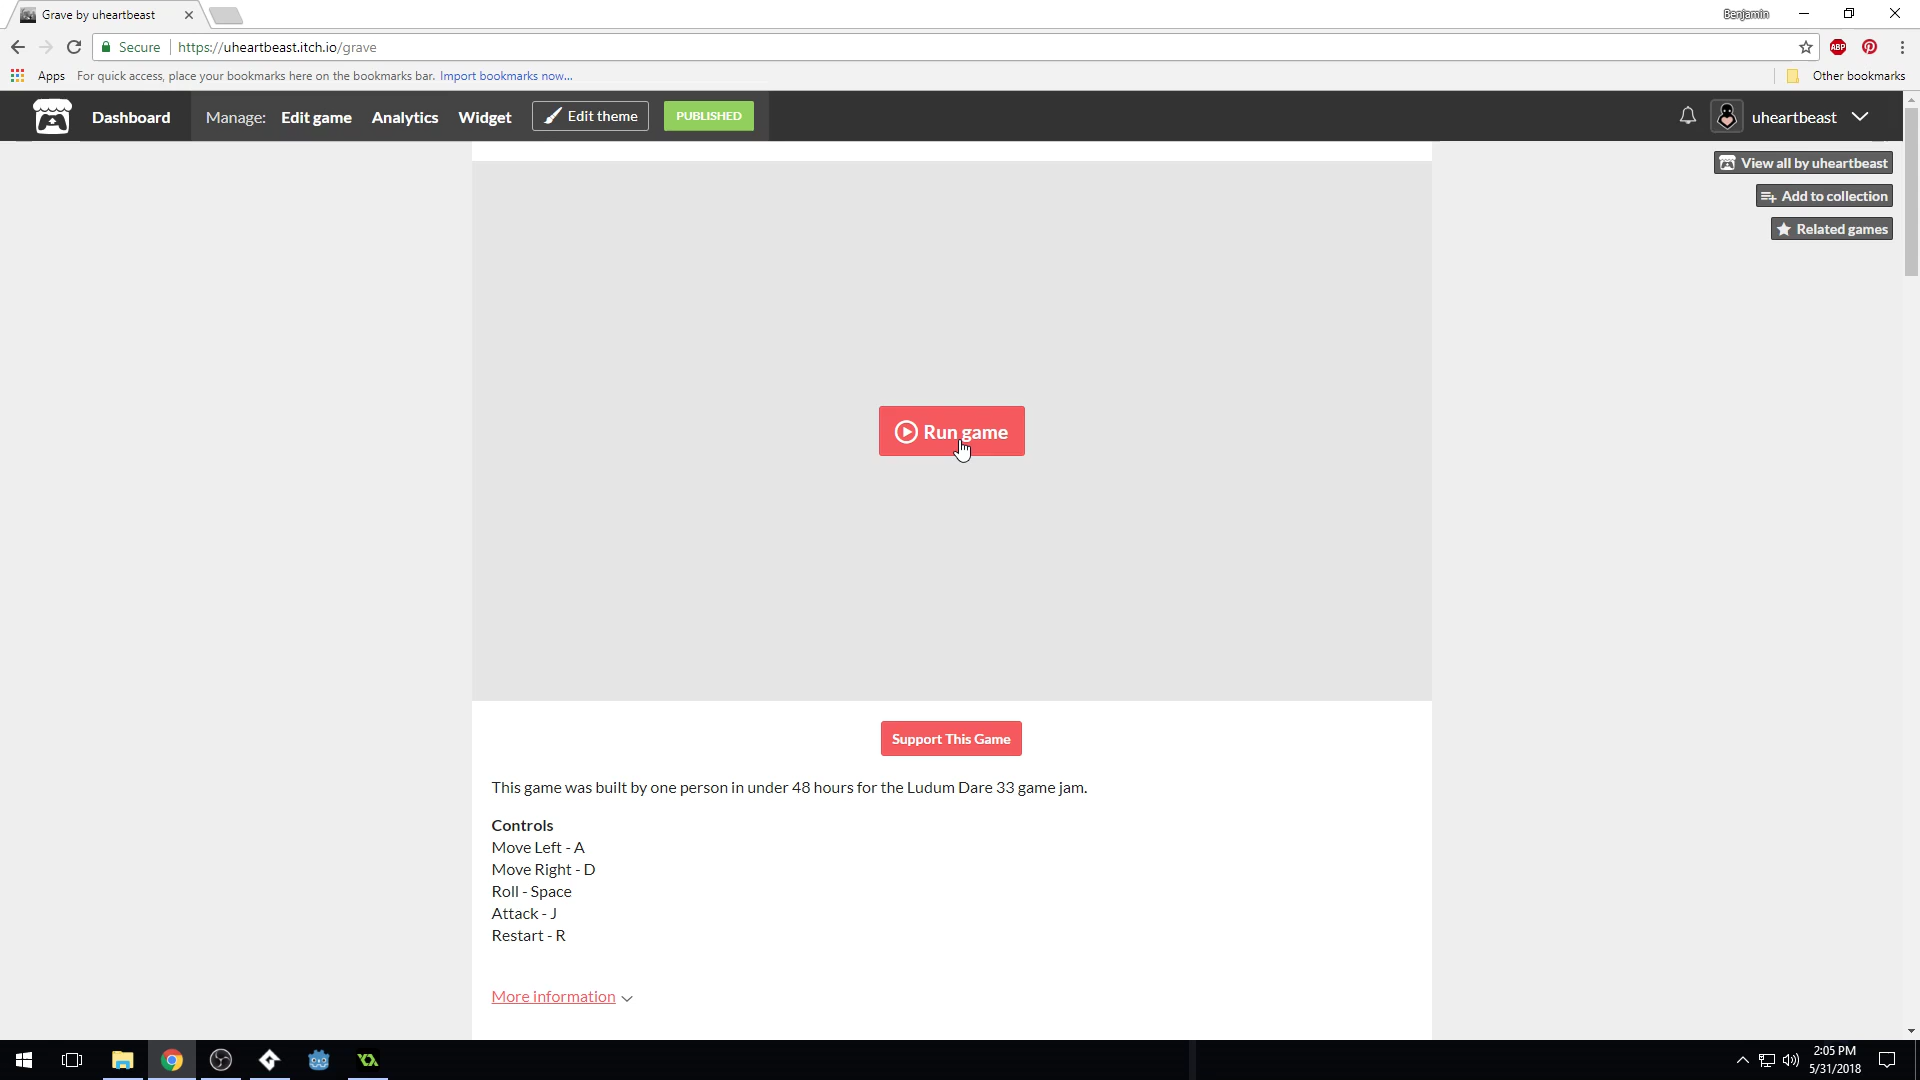 Grave by uheartbeast
Benjamin
Secure
https://uheartbeast.itch.io/grave
ABP
Apps
For quick access, place your bookmarks here on the bookmarks bar. Import bookmarks now...
Other bookmarks
Dashboard
Manage:
Edit game
Analytics
Widget
Edit theme
PUBLISHED
uheartbeast
View all by uheartbeast
Add to collection
Related games
Run game
Support This Game
This game was built by one person in under 48 hours for the Ludum Dare 33 game jam.
Controls
Move Left - A
Move Right - D
Roll - Space
Attack - J
Restart - R
More information
2:05 PM
5/31/2018